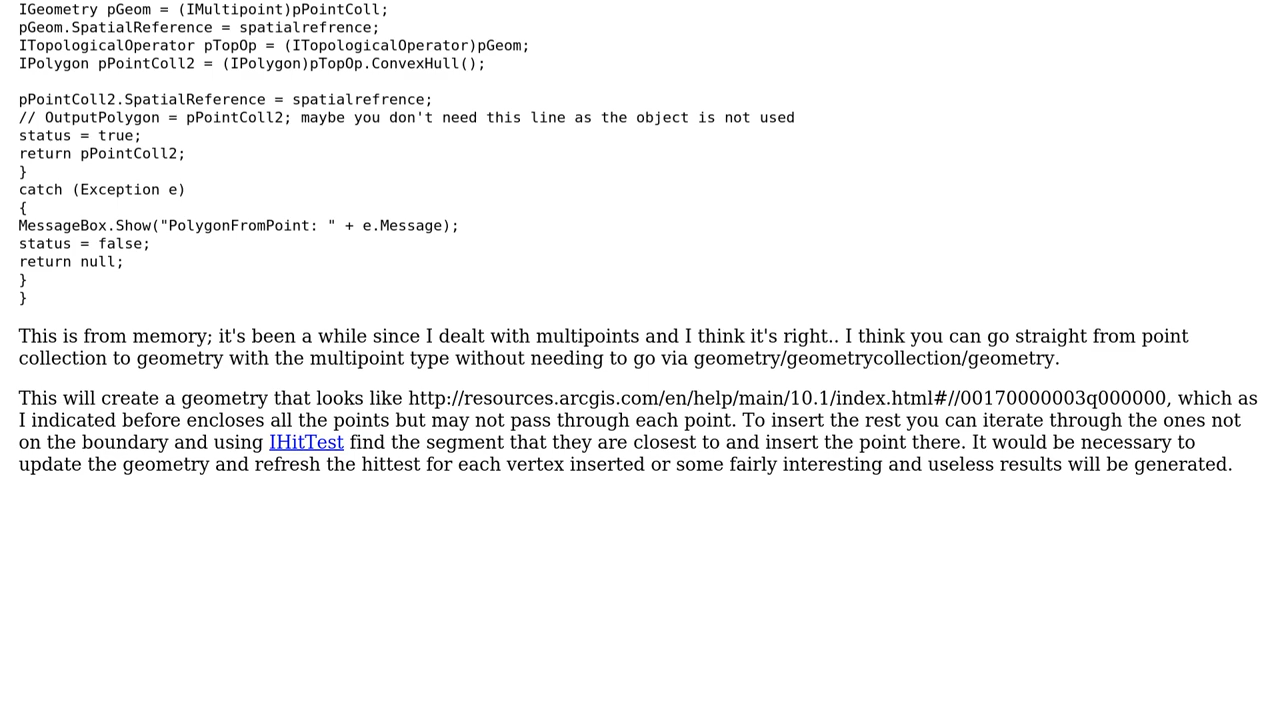 IGeometry pGeom = (IMultipoint)pPointColl;
pGeom.SpatialReference = spatialrefrence;
ITopologicalOperator pTopOp = (ITopologicalOperator)pGeom;
IPolygon pPointColl2 = (IPolygon)pTopOp.ConvexHull();

pPointColl2.SpatialReference = spatialrefrence;
// OutputPolygon = pPointColl2; maybe you don't need this line as the object is not used
status = true;
return pPointColl2;
}
catch (Exception e)
{
MessageBox.Show("PolygonFromPoint: " + e.Message);
status = false;
return null;
}
}
This is from memory; it's been a while since I dealt with multipoints and I think it's right.. I think you can go straight from point
collection to geometry with the multipoint type without needing to go via geometry/geometrycollection/geometry.
This will create a geometry that looks like http://resources.arcgis.com/en/help/main/10.1/index.html#//00170000003q000000, which as
I indicated before encloses all the points but may not pass through each point. To insert the rest you can iterate through the ones not
on the boundary and using IHitTest find the segment that they are closest to and insert the point there. It would be necessary to
update the geometry and refresh the hittest for each vertex inserted or some fairly interesting and useless results will be generated.